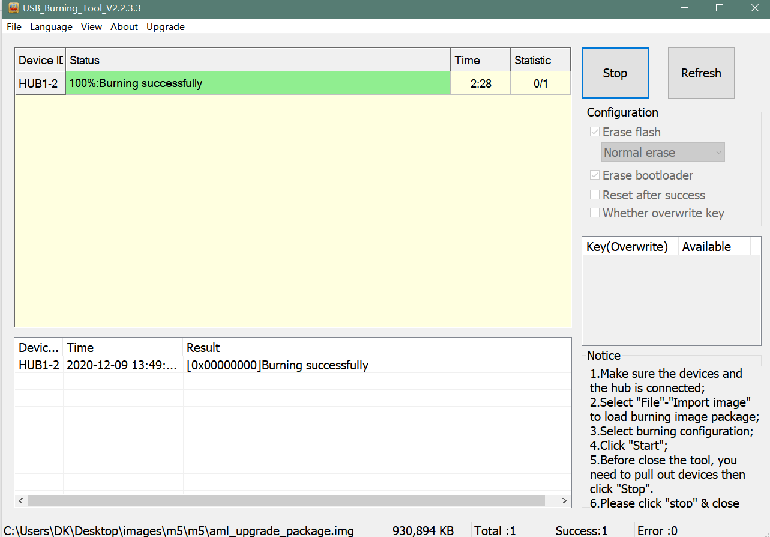 USB_Burning_Tool_V2.2.3.3
File Language View About Upgrade
Device ID Status Time Statistic
HUB1-2 100%:Burning successfully 2:28 0/1
Stop Refresh
Configuration
Erase flash
Normal erase
Erase bootloader
Reset after success
Whether overwrite key
Key(Overwrite) Available
Devic... Time Result
HUB1-2 2020-12-09 13:49:... [0x00000000]Burning successfully
Notice
1.Make sure the devices and
the hub is connected;
2.Select "File"-"Import image"
to load burning image package;
3.Select burning configuration;
4.Click "Start";
5.Before close the tool, you
need to pull out devices then
click "Stop".
6.Please click "stop" & close
C:\Users\DK\Desktop\images\m5\m5\aml_upgrade_package.img 930,894 KB Total :1 Success:1 Error :0